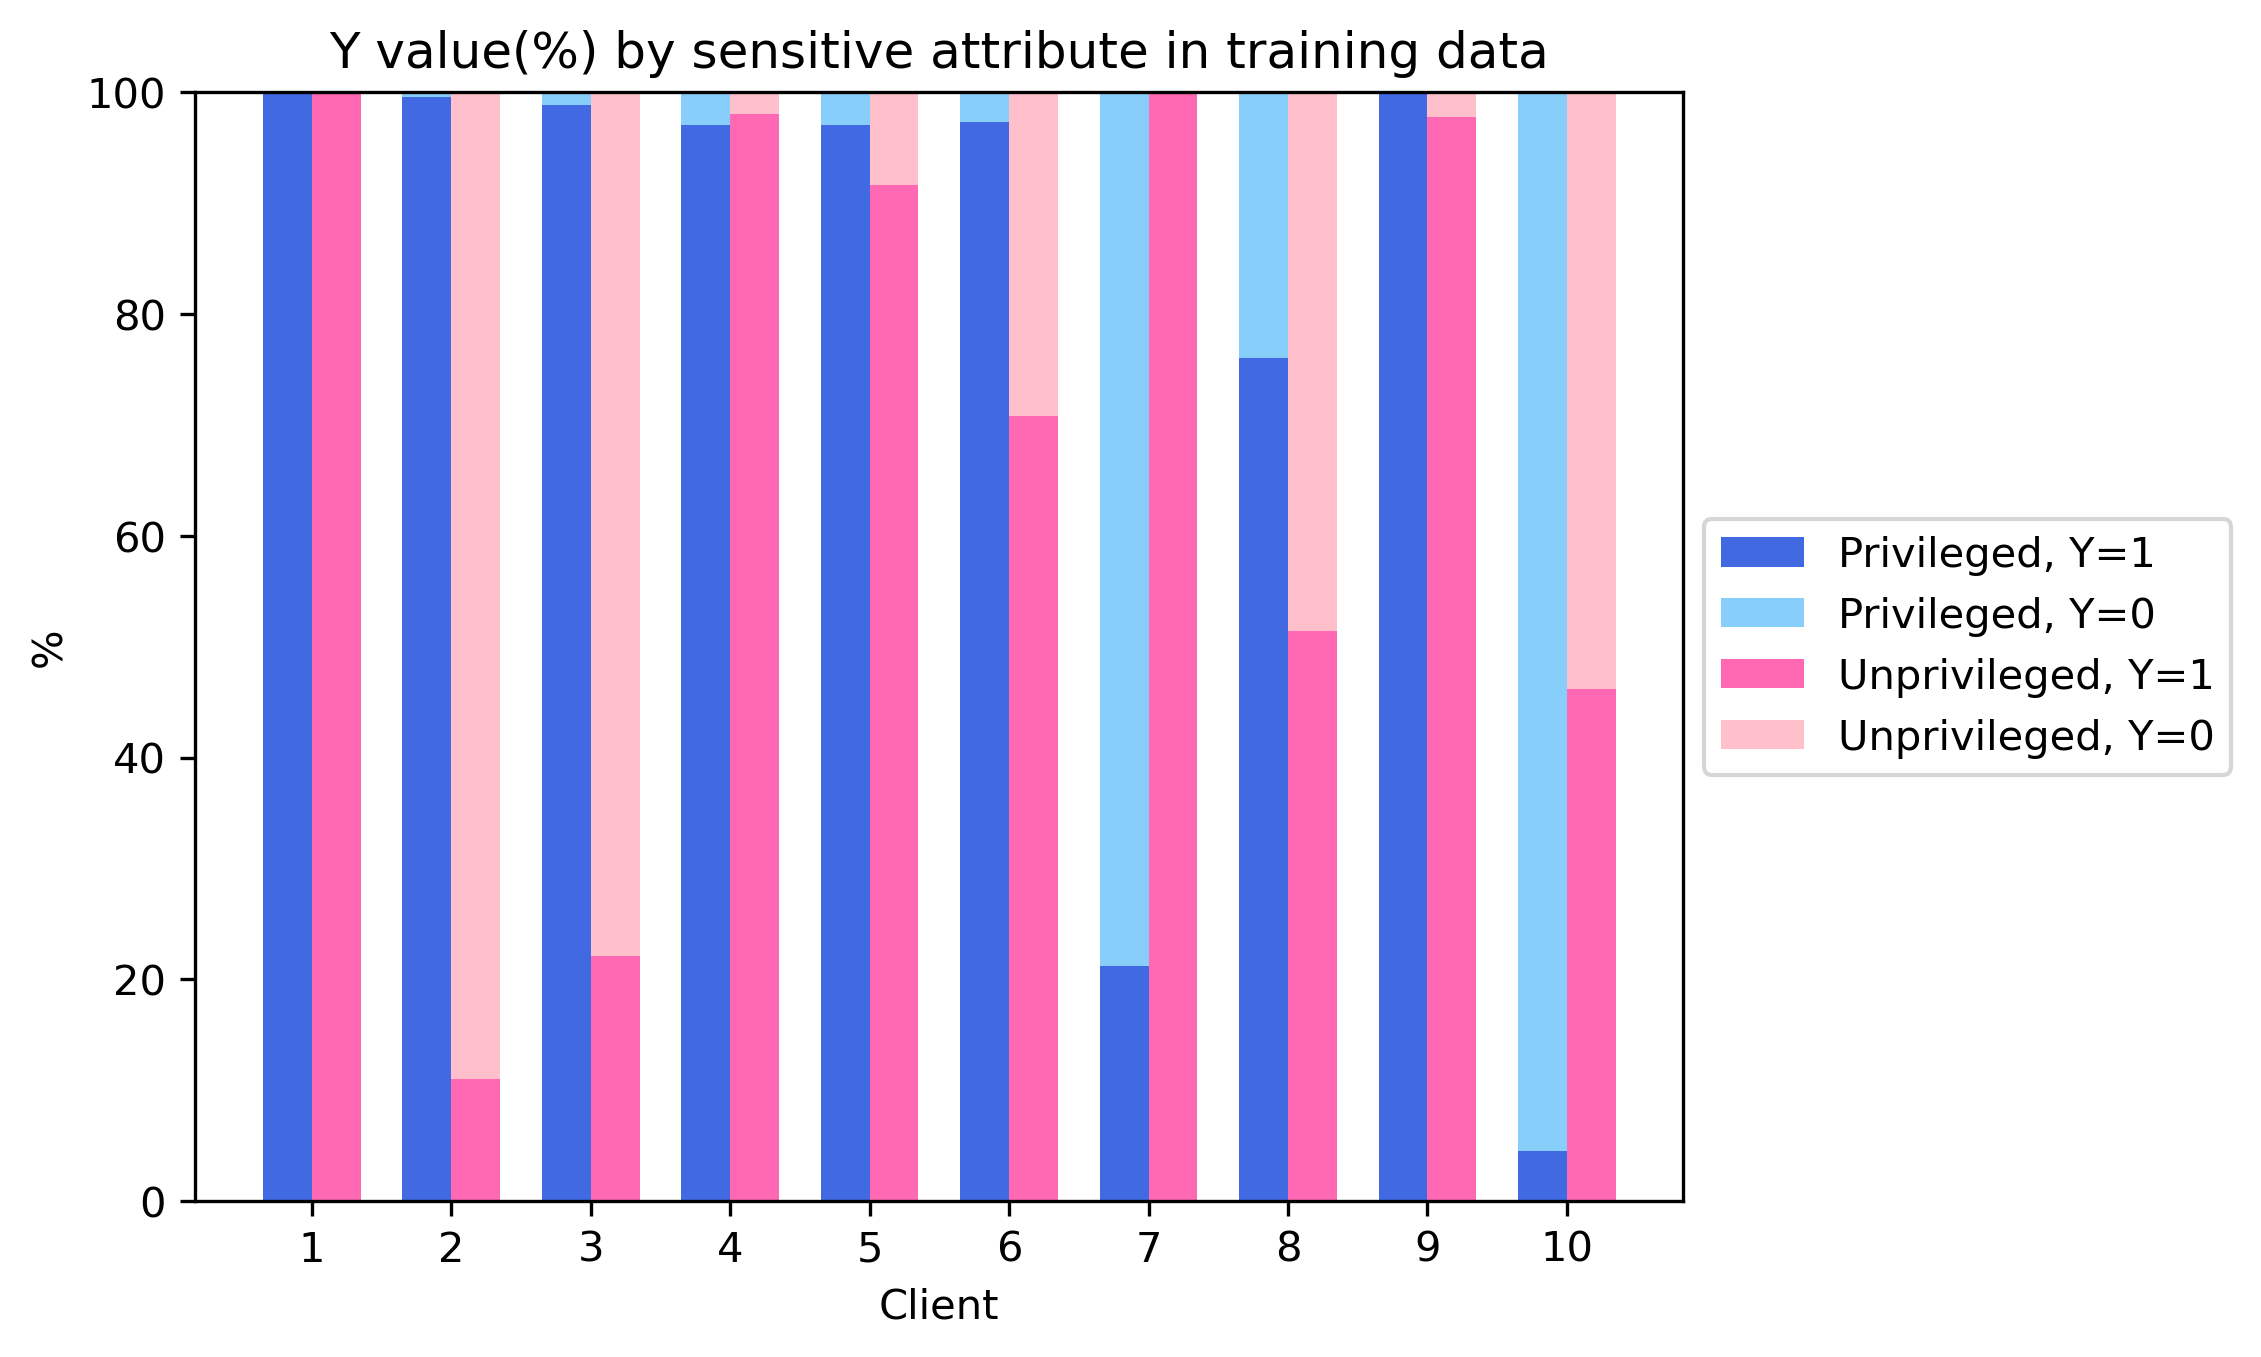 Y value(%) by sensitive attribute in training data
100
80
60
40
20
0
%
1 2 3 4 5 6 7 8 9 10
Client
Privileged, Y=1
Privileged, Y=0
Unprivileged, Y=1
Unprivileged, Y=0